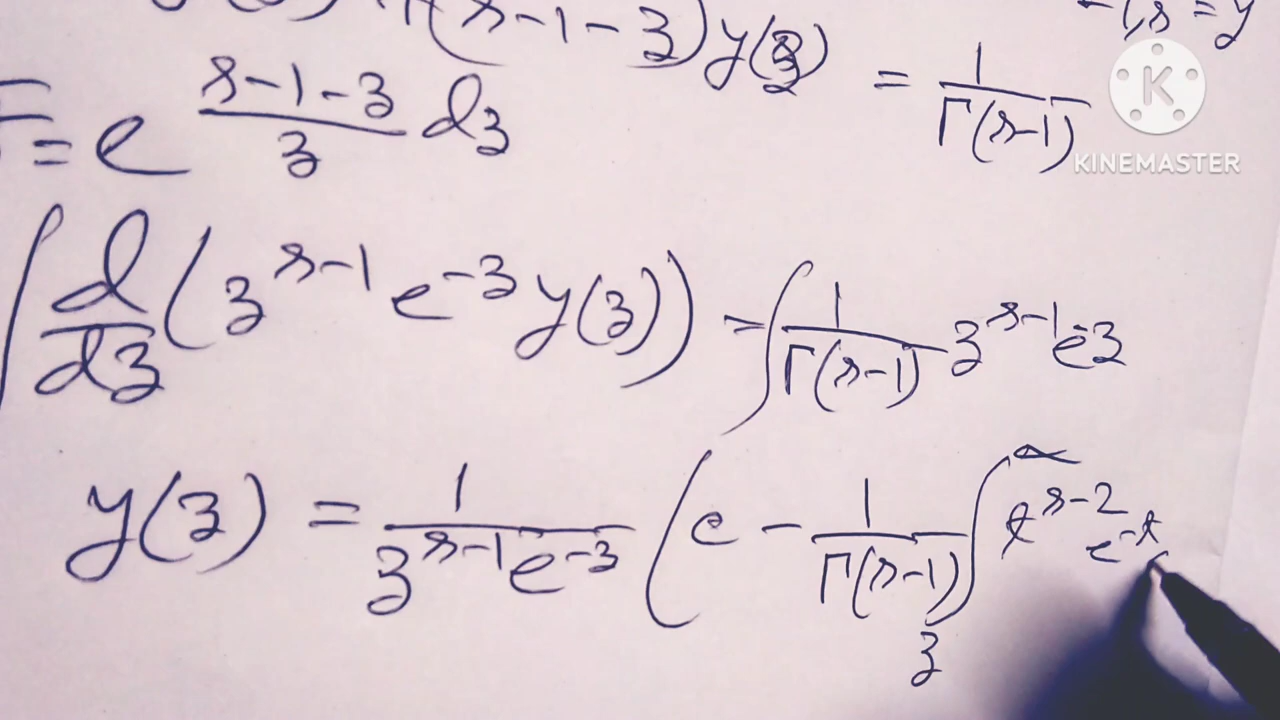 (s-1-z)y(z) = 1/Γ(s-1)
= e^((s-1-z)/z) dz
K
KINEMASTER
∫ d/dz (z^(s-1) e^(-z) y(z)) = ∫ 1/Γ(s-1) z^(s-1) e^(-z)
y(z) = 1/(z^(s-1) e^(-z)) (c - 1/Γ(s-1) ∫_z^∝ t^(s-2) e^(-t)